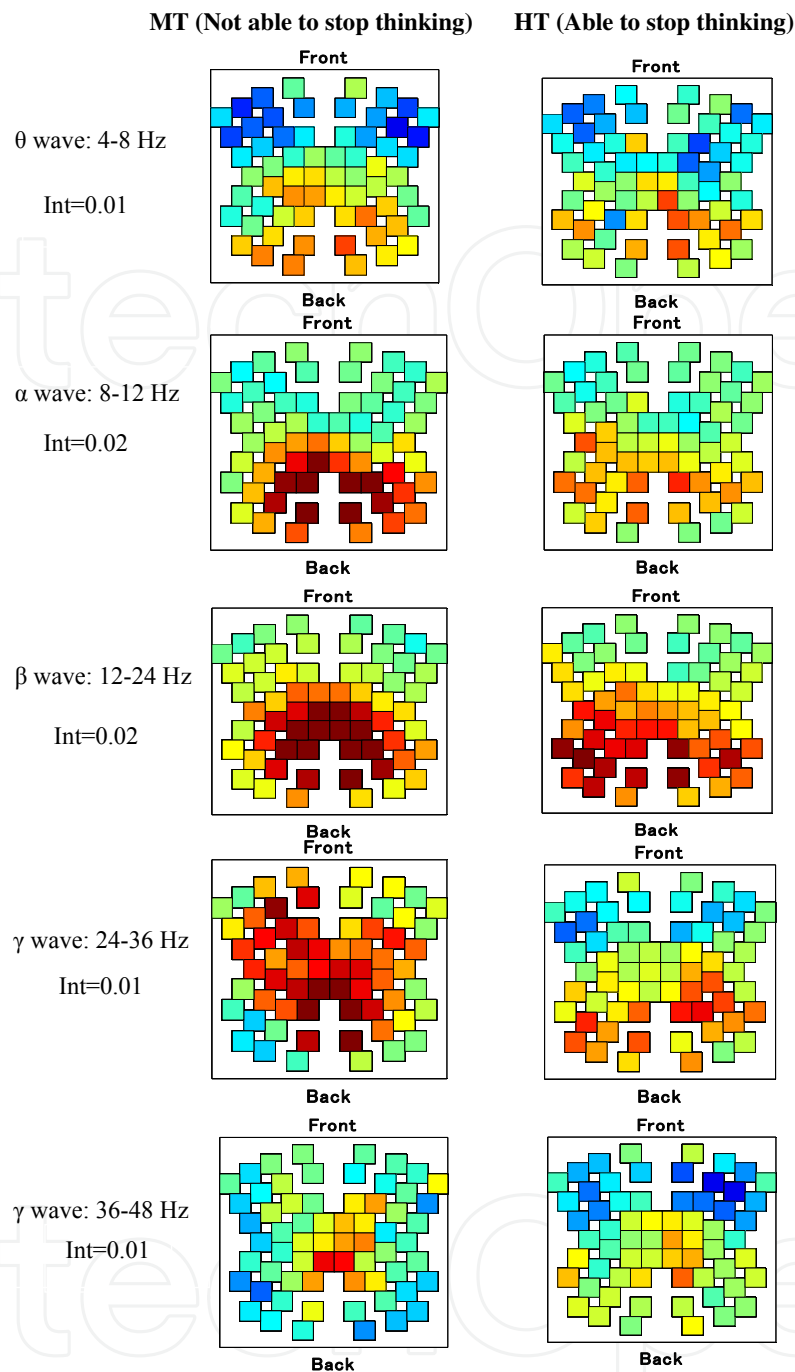 MT (Not able to stop thinking) HT (Able to stop thinking)
Front Front
θ wave: 4-8 Hz
Int=0.01
Back Back
Front Front
α wave: 8-12 Hz
Int=0.02
Back Back
Front Front
β wave: 12-24 Hz
Int=0.02
Back Back
Front Front
γ wave: 24-36 Hz
Int=0.01
Back Back
Front Front
γ wave: 36-48 Hz
Int=0.01
Back Back